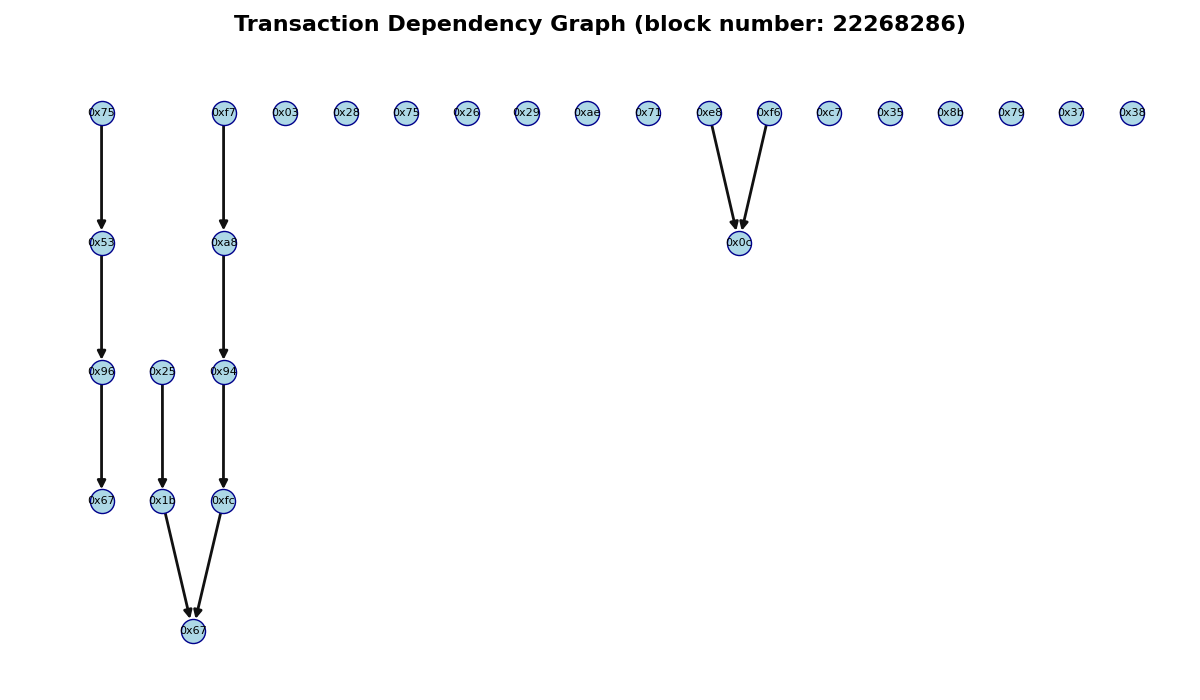 Transaction Dependency Graph (block number: 22268286)
0x75 0xf7 0x03 0x28 0x75 0x26 0x29 0xae 0x71 0xe8 0xf6 0xc7 0x35 0x8b 0x79 0x37 0x38
0x53 0xa8 0x0c
0x96 0x25 0x94
0x67 0x1b 0xfc
0x67